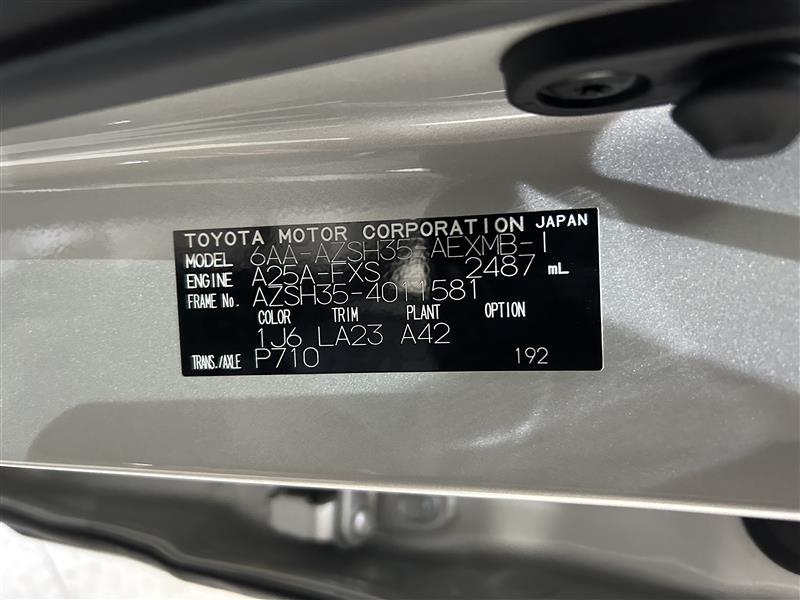 TOYOTA MOTOR CORPORATION JAPAN
MODEL 6AA-AZSH35-AEXMB-I
ENGINE A25A-FXS 2487 mL
FRAME No. AZSH35-4011581
COLOR TRIM PLANT OPTION
1J6 LA23 A42
TRANS./AXLE P710 192